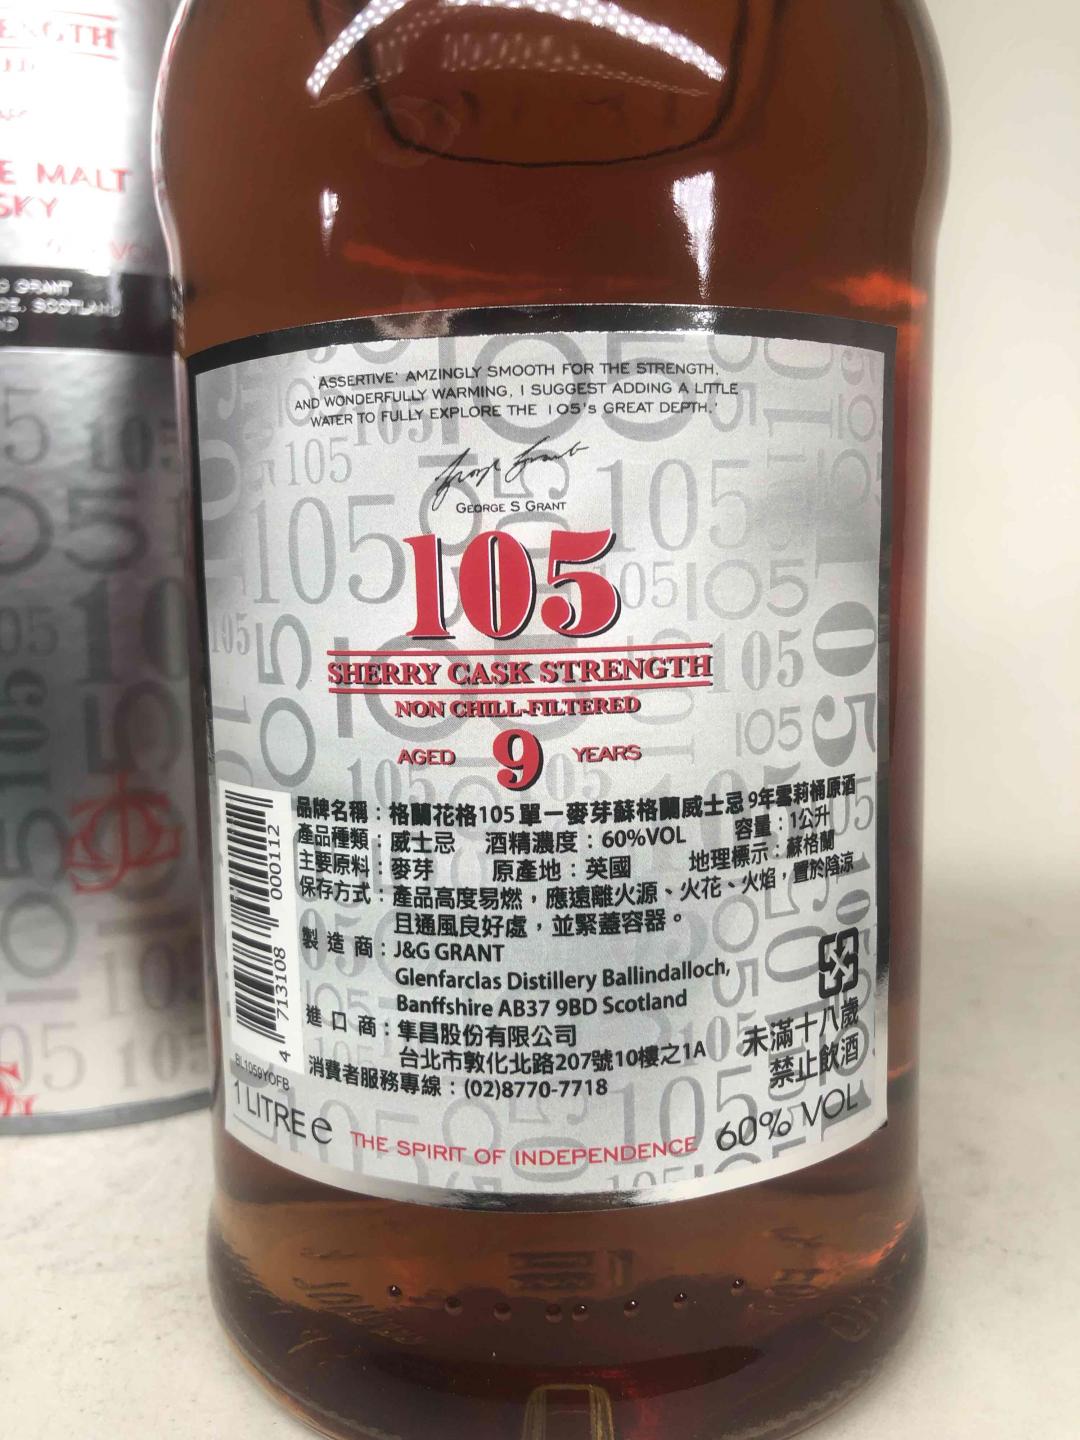 E MALT
SKY
GRANT
SCOTLAND
'ASSERTIVE' AMZINGLY SMOOTH FOR THE STRENGTH,
AND WONDERFULLY WARMING, I SUGGEST ADDING A LITTLE
WATER TO FULLY EXPLORE THE 105's GREAT DEPTH.'
GEORGE S GRANT
105
SHERRY CASK STRENGTH
NON CHILL-FILTERED
AGED 9 YEARS
品牌名稱：格蘭花格105單一麥芽蘇格蘭威士忌 9年雪莉桶原酒
產品種類：威士忌 酒精濃度：60%VOL 容量：1公升
主要原料：麥芽 原產地：英國 地理標示：蘇格蘭
保存方式：產品高度易燃，應遠離火源、火花、火焰，置於陰涼
且通風良好處，並緊蓋容器。
製造商：J&G GRANT
Glenfarclas Distillery Ballindalloch,
Banffshire AB37 9BD Scotland
進口商：隼昌股份有限公司
台北市敦化北路207號10樓之1A
消費者服務專線：(02)8770-7718
未滿十八歲
禁止飲酒
4 713108 000112
BL1059YOFB
1 LITRE e
THE SPIRIT OF INDEPENDENCE
60% VOL